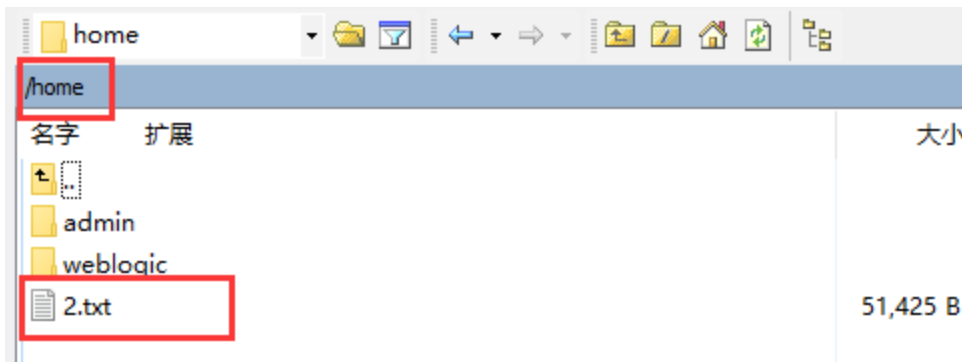 home
/home
名字 扩展 大小
..
admin
weblogic
2.txt 51,425 B